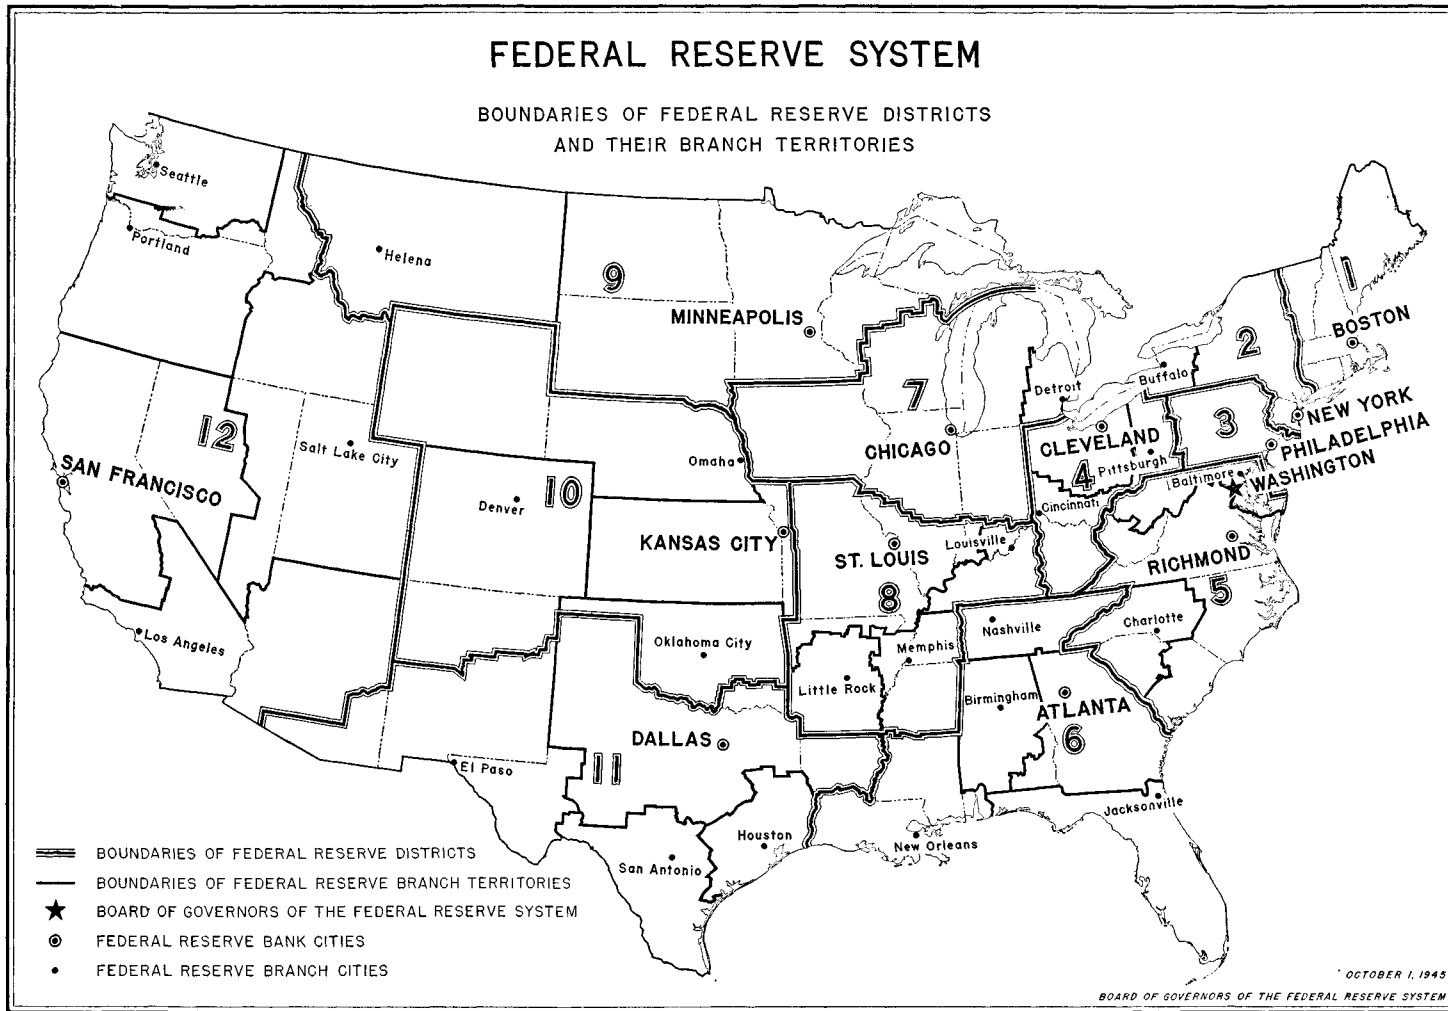 FEDERAL RESERVE SYSTEM
BOUNDARIES OF FEDERAL RESERVE DISTRICTS
AND THEIR BRANCH TERRITORIES
Seattle
Portland
Helena
9
MINNEAPOLIS
1
BOSTON
2
Buffalo
Detroit
7
CHICAGO
NEW YORK
3
PHILADELPHIA
WASHINGTON
CLEVELAND
4
Pittsburgh
Baltimore
Cincinnati
12
SAN FRANCISCO
Salt Lake City
Omaha
Denver
10
KANSAS CITY
ST. LOUIS
8
Louisville
RICHMOND
5
Los Angeles
Oklahoma City
Nashville
Charlotte
Memphis
Little Rock
Birmingham
ATLANTA
6
DALLAS
11
El Paso
Houston
San Antonio
New Orleans
Jacksonville
BOUNDARIES OF FEDERAL RESERVE DISTRICTS
BOUNDARIES OF FEDERAL RESERVE BRANCH TERRITORIES
BOARD OF GOVERNORS OF THE FEDERAL RESERVE SYSTEM
FEDERAL RESERVE BANK CITIES
FEDERAL RESERVE BRANCH CITIES
OCTOBER 1, 1945
BOARD OF GOVERNORS OF THE FEDERAL RESERVE SYSTEM